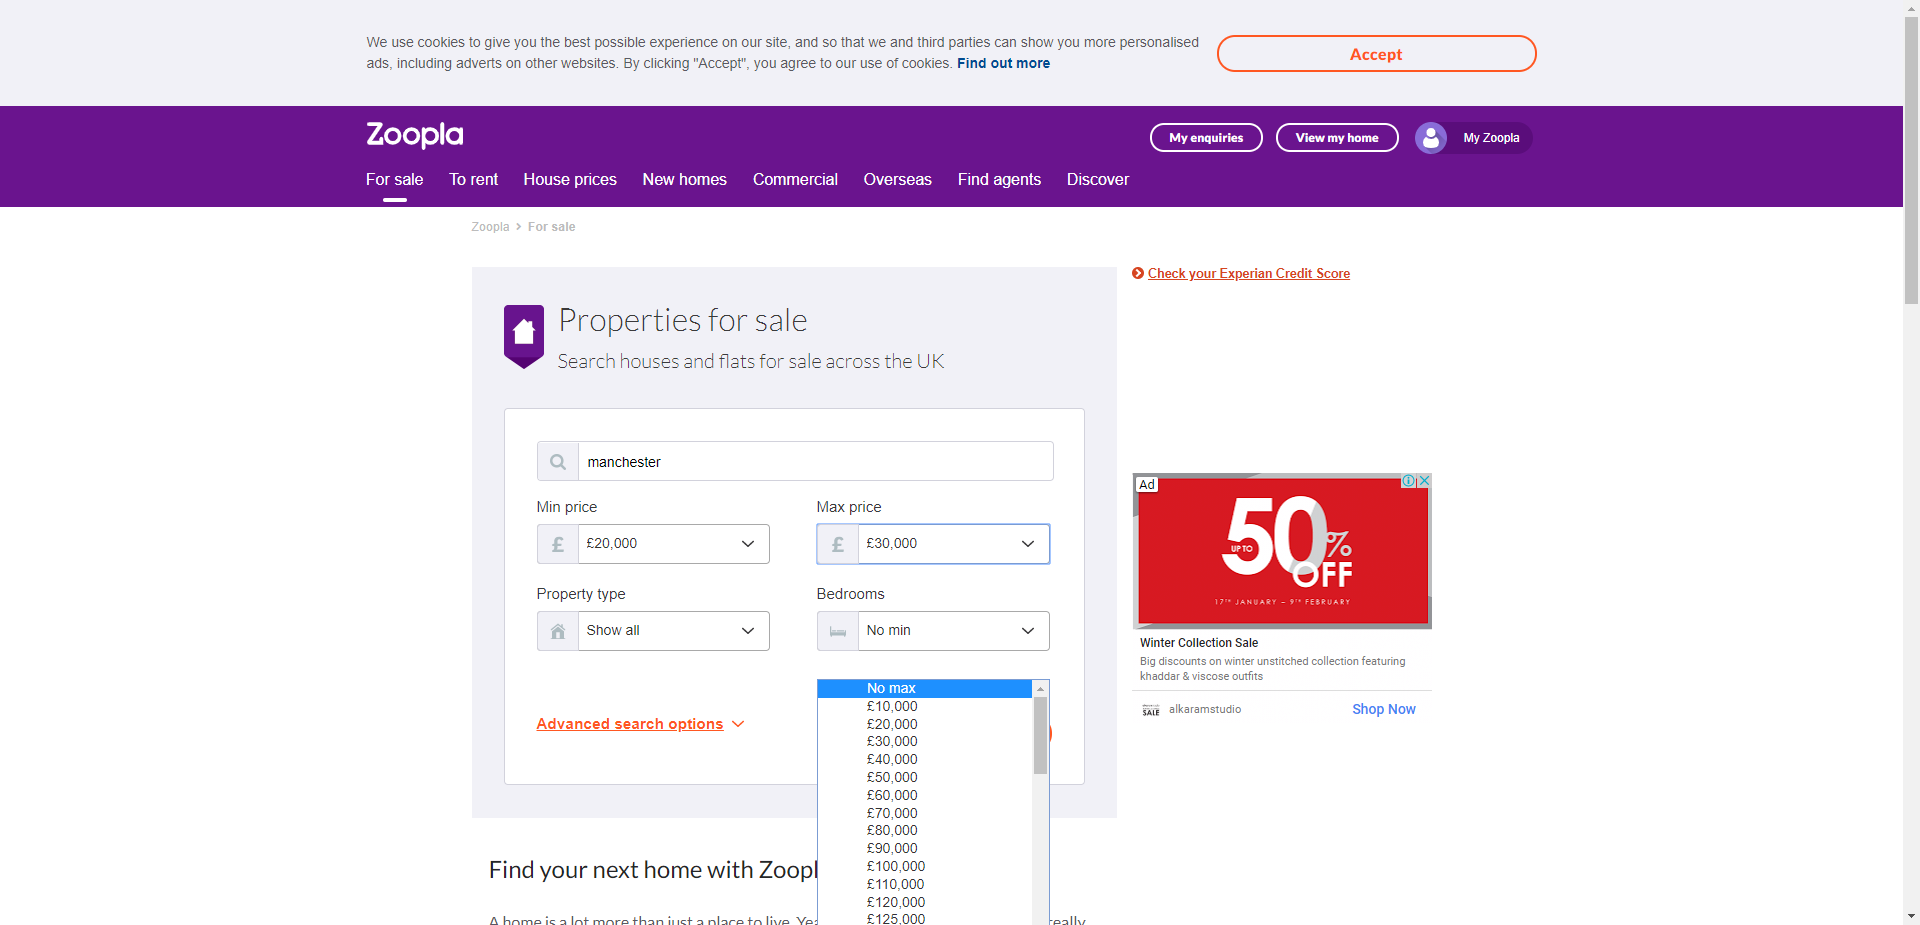 We use cookies to give you the best possible experience on our site, and so that we and third parties can show you more personalised
ads, including adverts on other websites. By clicking "Accept", you agree to our use of cookies. Find out more
Accept
Zoopla
My enquiries
View my home
My Zoopla
For sale
To rent
House prices
New homes
Commercial
Overseas
Find agents
Discover
Zoopla > For sale
Check your Experian Credit Score
Properties for sale
Search houses and flats for sale across the UK
manchester
Min price
Max price
£ £20,000
£ £30,000
Property type
Bedrooms
Show all
No min
Advanced search options
No max
£10,000
£20,000
£30,000
£40,000
£50,000
£60,000
£70,000
£80,000
£90,000
£100,000
£110,000
£120,000
£125,000
Ad
UP TO
50%
OFF
17TH JANUARY – 9TH FEBRUARY
Winter Collection Sale
Big discounts on winter unstitched collection featuring
khaddar & viscose outfits
SALE
alkaramstudio
Shop Now
Find your next home with Zoopl
A home is a lot more than just a place to live. Yea
really